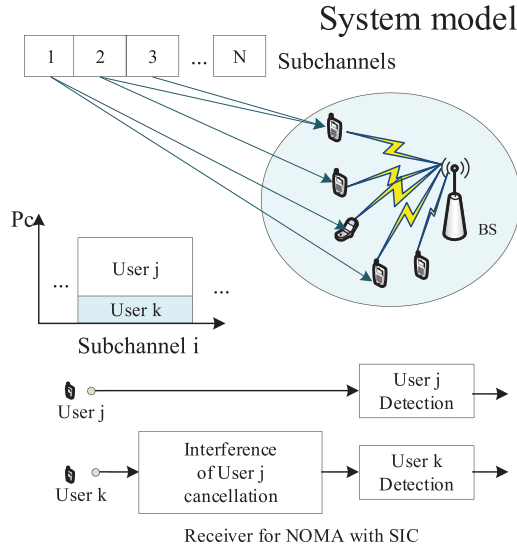 System model
1 2 3 ... N Subchannels
BS
Pc
... User j ...
User k
Subchannel i
User j
User j
Detection
Interference
of User j
cancellation
User k
User k
Detection
Receiver for NOMA with SIC